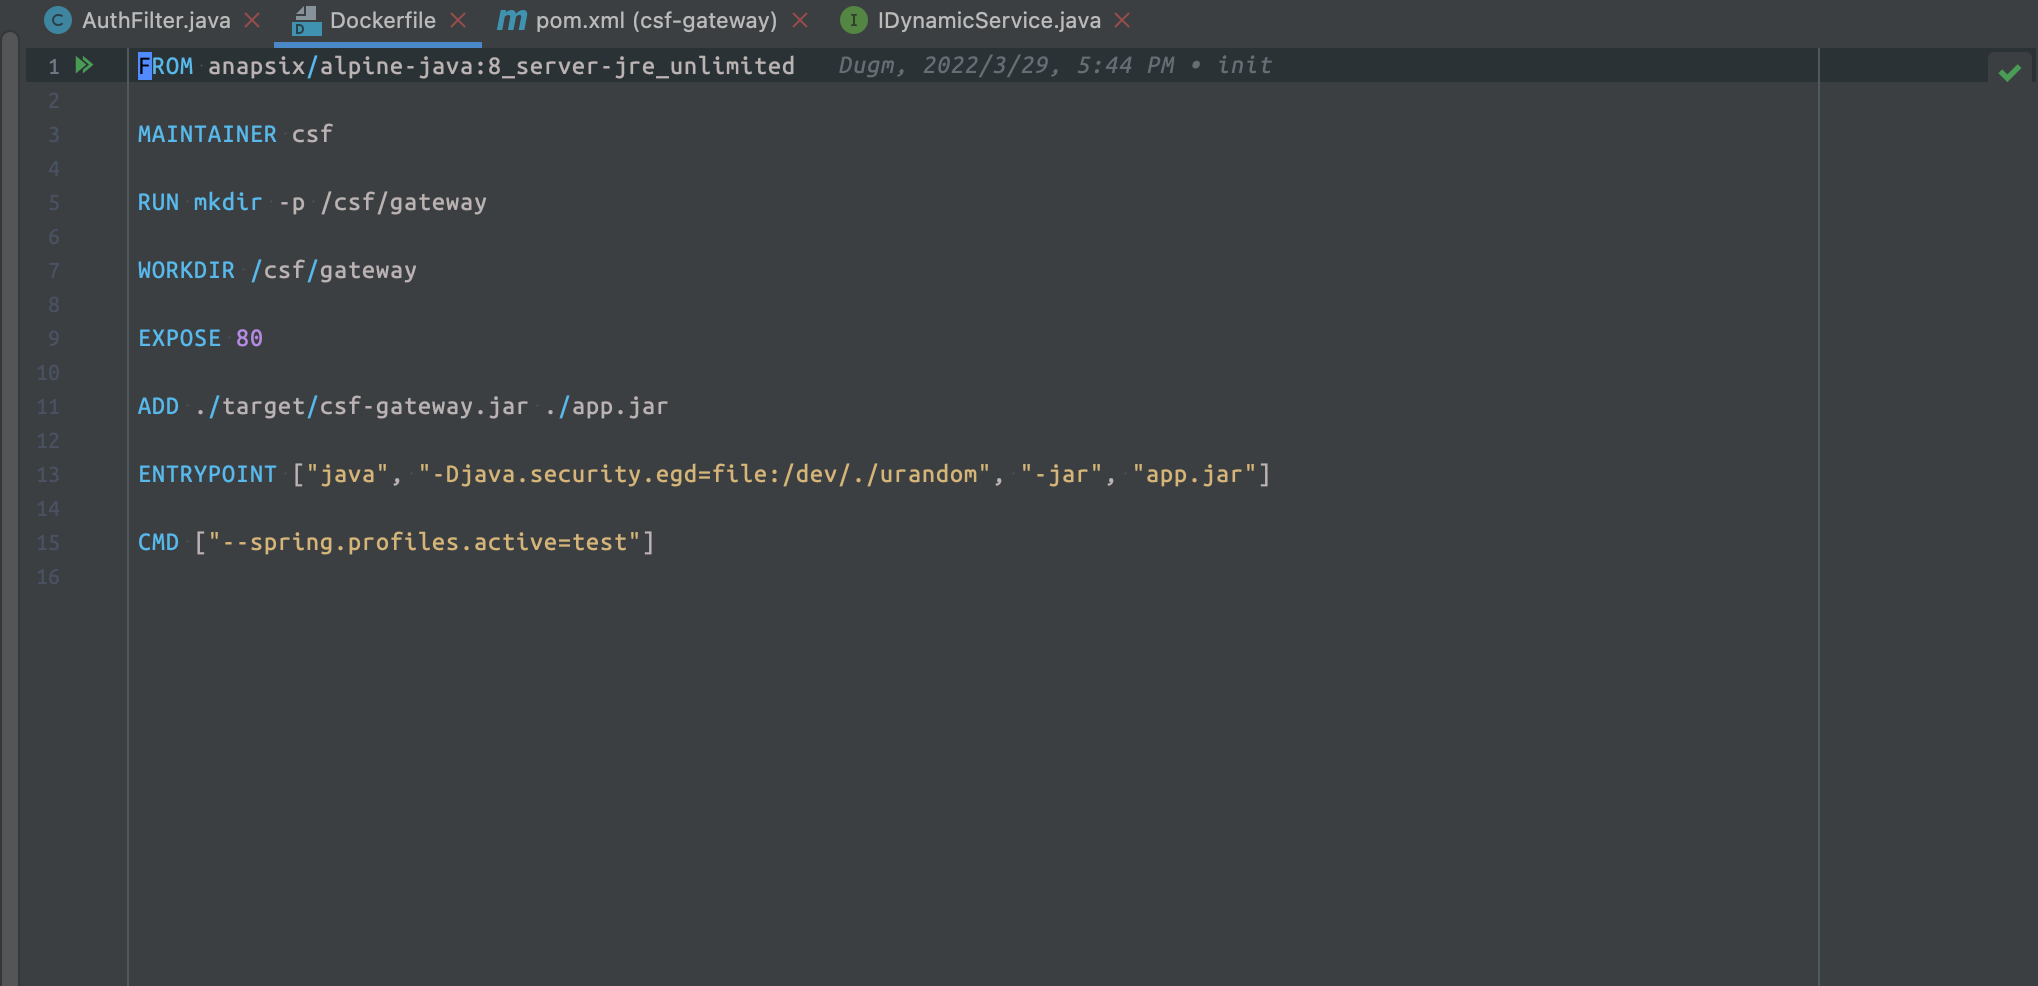 AuthFilter.java Dockerfile pom.xml (csf-gateway) IDynamicService.java
1 FROM anapsix/alpine-java:8_server-jre_unlimited Dugm, 2022/3/29, 5:44 PM • init
2
3 MAINTAINER csf
4
5 RUN mkdir -p /csf/gateway
6
7 WORKDIR /csf/gateway
8
9 EXPOSE 80
10
11 ADD ./target/csf-gateway.jar ./app.jar
12
13 ENTRYPOINT ["java", "-Djava.security.egd=file:/dev/./urandom", "-jar", "app.jar"]
14
15 CMD ["--spring.profiles.active=test"]
16